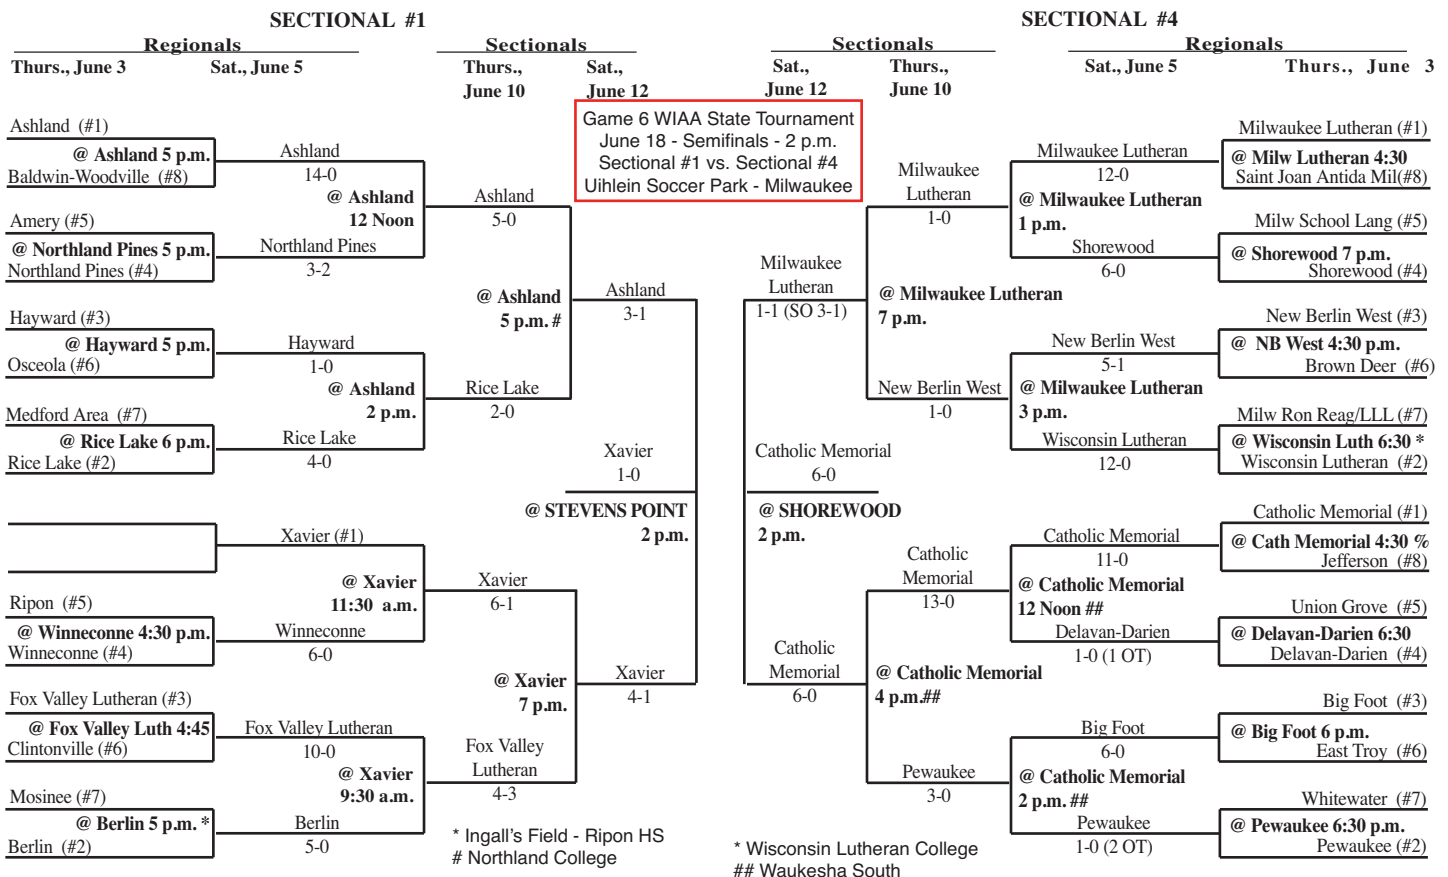 SECTIONAL #1
Regionals
Sectionals
Thurs., June 3
Sat., June 5
Thurs.,
June 10
Sat.,
June 12
Ashland (#1)
@ Ashland 5 p.m.
Baldwin-Woodville (#8)
Ashland
14-0
@ Ashland
12 Noon
Amery (#5)
@ Northland Pines 5 p.m.
Northland Pines (#4)
Northland Pines
3-2
Ashland
5-0
@ Ashland
5 p.m. #
Hayward (#3)
@ Hayward 5 p.m.
Osceola (#6)
Hayward
1-0
@ Ashland
2 p.m.
Medford Area (#7)
@ Rice Lake 6 p.m.
Rice Lake (#2)
Rice Lake
4-0
Rice Lake
2-0
Ashland
3-1
Xavier
1-0
@ STEVENS POINT
2 p.m.
Xavier (#1)
@ Xavier
11:30 a.m.
Ripon (#5)
@ Winneconne 4:30 p.m.
Winneconne (#4)
Winneconne
6-0
Xavier
6-1
@ Xavier
7 p.m.
Xavier
4-1
Fox Valley Lutheran (#3)
@ Fox Valley Luth 4:45
Clintonville (#6)
Fox Valley Lutheran
10-0
@ Xavier
9:30 a.m.
Mosinee (#7)
@ Berlin 5 p.m. *
Berlin (#2)
Berlin
5-0
Fox Valley
Lutheran
4-3
* Ingall's Field - Ripon HS
# Northland College
Game 6 WIAA State Tournament
June 18 - Semifinals - 2 p.m.
Sectional #1 vs. Sectional #4
Uihlein Soccer Park - Milwaukee
SECTIONAL #4
Sectionals
Regionals
Sat.,
June 12
Thurs.,
June 10
Sat., June 5
Thurs., June 3
Milwaukee Lutheran (#1)
@ Milw Lutheran 4:30
Saint Joan Antida Mil(#8)
Milwaukee Lutheran
12-0
@ Milwaukee Lutheran
1 p.m.
Milw School Lang (#5)
@ Shorewood 7 p.m.
Shorewood (#4)
Shorewood
6-0
Milwaukee
Lutheran
1-0
@ Milwaukee Lutheran
7 p.m.
Milwaukee
Lutheran
1-1 (SO 3-1)
New Berlin West (#3)
@ NB West 4:30 p.m.
Brown Deer (#6)
New Berlin West
5-1
@ Milwaukee Lutheran
3 p.m.
Milw Ron Reag/LLL (#7)
@ Wisconsin Luth 6:30 *
Wisconsin Lutheran (#2)
Wisconsin Lutheran
12-0
New Berlin West
1-0
Catholic Memorial
6-0
@ SHOREWOOD
2 p.m.
Catholic Memorial (#1)
@ Cath Memorial 4:30 %
Jefferson (#8)
Catholic Memorial
11-0
@ Catholic Memorial
12 Noon ##
Union Grove (#5)
@ Delavan-Darien 6:30
Delavan-Darien (#4)
Delavan-Darien
1-0 (1 OT)
Catholic
Memorial
13-0
@ Catholic Memorial
4 p.m.##
Catholic
Memorial
6-0
Big Foot (#3)
@ Big Foot 6 p.m.
East Troy (#6)
Big Foot
6-0
@ Catholic Memorial
2 p.m. ##
Whitewater (#7)
@ Pewaukee 6:30 p.m.
Pewaukee (#2)
Pewaukee
1-0 (2 OT)
Pewaukee
3-0
* Wisconsin Lutheran College
## Waukesha South